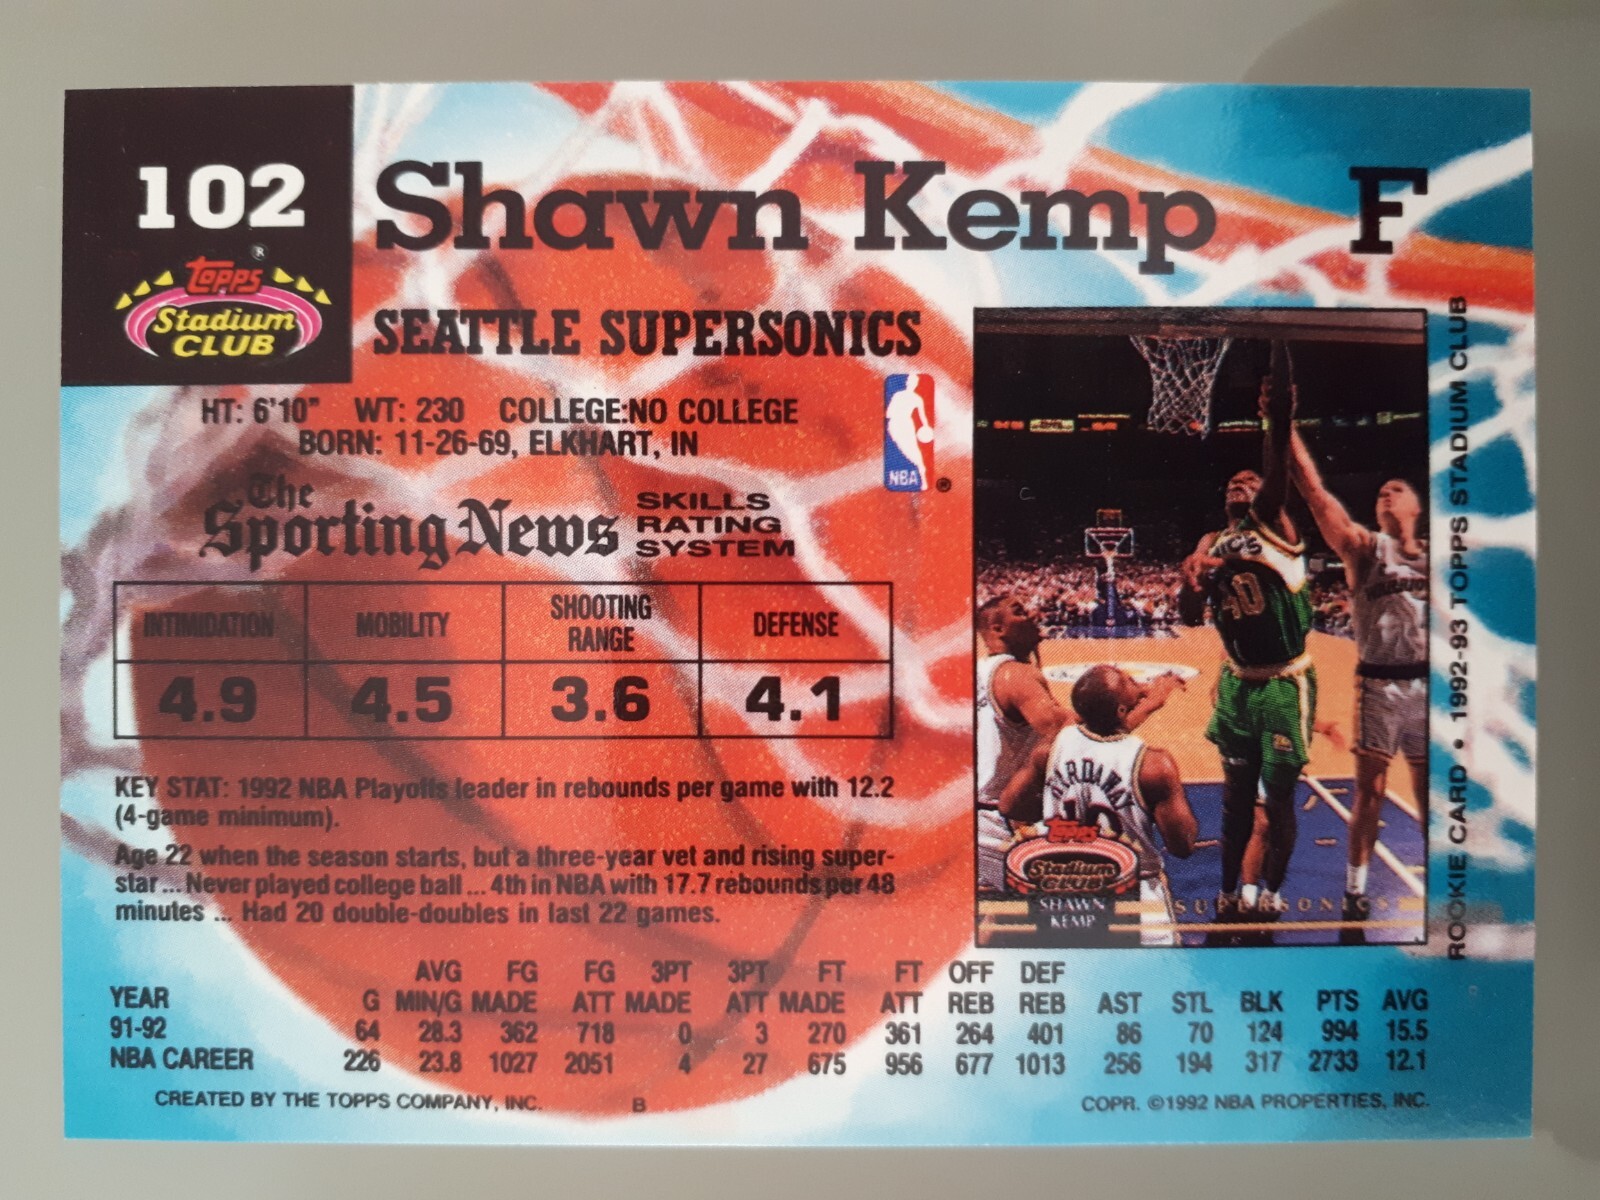 102
Shawn Kemp F
topps ®
Stadium
CLUB
SEATTLE SUPERSONICS
HT: 6'10" WT: 230 COLLEGE:NO COLLEGE
BORN: 11-26-69, ELKHART, IN
NBA ®
The
Sporting News
SKILLS
RATING
SYSTEM
INTIMIDATION MOBILITY SHOOTING RANGE DEFENSE
4.9 4.5 3.6 4.1
KEY STAT: 1992 NBA Playoffs leader in rebounds per game with 12.2
(4-game minimum).
Age 22 when the season starts, but a three-year vet and rising super-
star ... Never played college ball ... 4th in NBA with 17.7 rebounds per 48
minutes ... Had 20 double-doubles in last 22 games.
NICS
40
WARRIO
HARDAWAY
10
topps
Stadium
CLUB
SHAWN
KEMP
SUPERSONICS
ROOKIE CARD • 1992-93 TOPPS STADIUM CLUB
AVG FG FG 3PT 3PT FT FT OFF DEF
YEAR G MIN/G MADE ATT MADE ATT MADE ATT REB REB AST STL BLK PTS AVG
91-92 64 28.3 362 718 0 3 270 361 264 401 86 70 124 994 15.5
NBA CAREER 226 23.8 1027 2051 4 27 675 956 677 1013 256 194 317 2733 12.1
CREATED BY THE TOPPS COMPANY, INC. B COPR. ©1992 NBA PROPERTIES, INC.